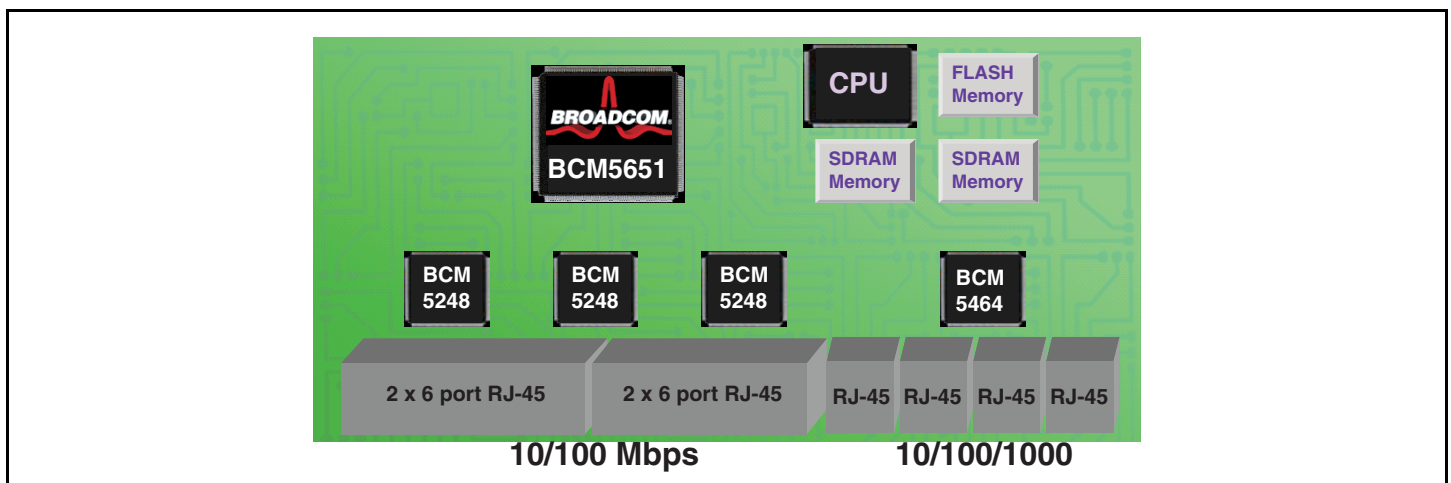 BROADCOM®
BCM5651
CPU
FLASH
Memory
SDRAM
Memory
SDRAM
Memory
BCM
5248
BCM
5248
BCM
5248
BCM
5464
2 x 6 port RJ-45
2 x 6 port RJ-45
RJ-45
RJ-45
RJ-45
RJ-45
10/100 Mbps
10/100/1000